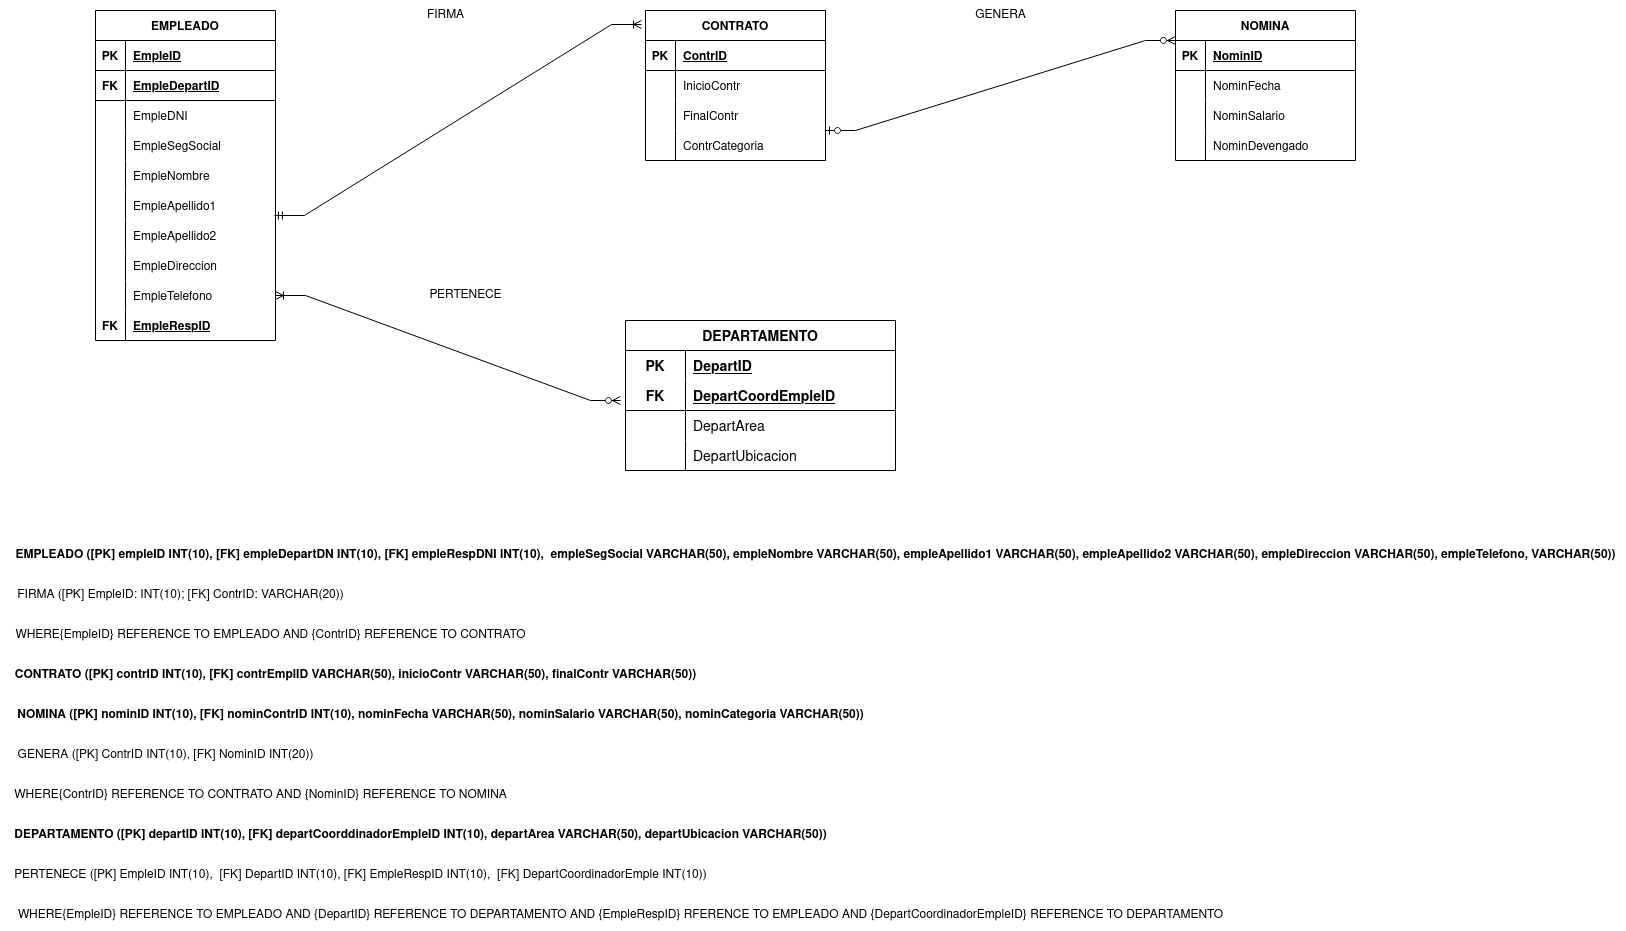 FIRMA
GENERA
EMPLEADO
PK EmpleID
FK EmpleDepartID
EmpleDNI
EmpleSegSocial
EmpleNombre
EmpleApellido1
EmpleApellido2
EmpleDireccion
EmpleTelefono
FK EmpleRespID
CONTRATO
PK ContrID
InicioContr
FinalContr
ContrCategoria
NOMINA
PK NominID
NominFecha
NominSalario
NominDevengado
PERTENECE
DEPARTAMENTO
PK DepartID
FK DepartCoordEmpleID
DepartArea
DepartUbicacion
EMPLEADO ([PK] empleID INT(10), [FK] empleDepartDN INT(10), [FK] empleRespDNI INT(10), empleSegSocial VARCHAR(50), empleNombre VARCHAR(50), empleApellido1 VARCHAR(50), empleApellido2 VARCHAR(50), empleDireccion VARCHAR(50), empleTelefono, VARCHAR(50))
FIRMA ([PK] EmpleID: INT(10); [FK] ContrID: VARCHAR(20))
WHERE{EmpleID} REFERENCE TO EMPLEADO AND {ContrID} REFERENCE TO CONTRATO
CONTRATO ([PK] contrID INT(10), [FK] contrEmplID VARCHAR(50), inicioContr VARCHAR(50), finalContr VARCHAR(50))
NOMINA ([PK] nominID INT(10), [FK] nominContrID INT(10), nominFecha VARCHAR(50), nominSalario VARCHAR(50), nominCategoria VARCHAR(50))
GENERA ([PK] ContrID INT(10), [FK] NominID INT(20))
WHERE{ContrID} REFERENCE TO CONTRATO AND {NominID} REFERENCE TO NOMINA
DEPARTAMENTO ([PK] departID INT(10), [FK] departCoorddinadorEmpleID INT(10), departArea VARCHAR(50), departUbicacion VARCHAR(50))
PERTENECE ([PK] EmpleID INT(10), [FK] DepartID INT(10), [FK] EmpleRespID INT(10), [FK] DepartCoordinadorEmple INT(10))
WHERE{EmpleID} REFERENCE TO EMPLEADO AND {DepartID} REFERENCE TO DEPARTAMENTO AND {EmpleRespID} RFERENCE TO EMPLEADO AND {DepartCoordinadorEmpleID} REFERENCE TO DEPARTAMENTO